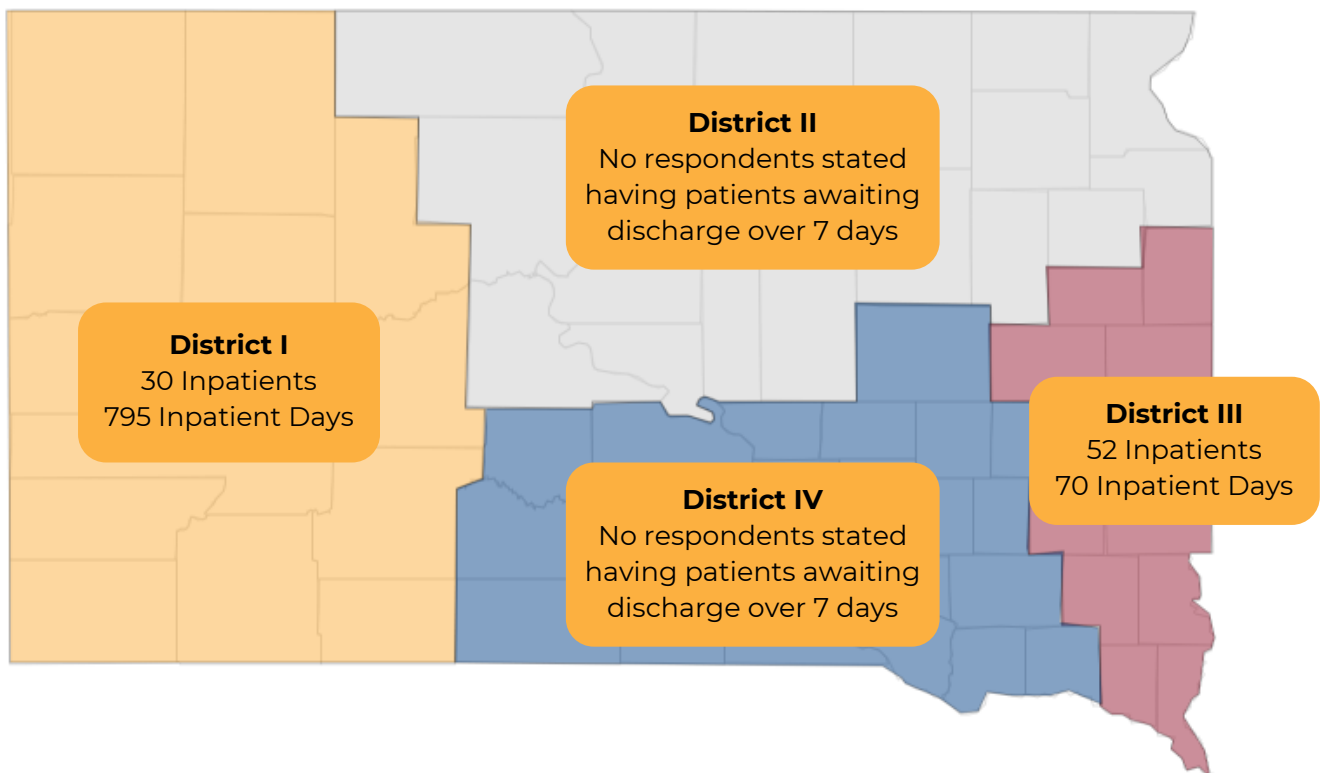 District II
No respondents stated
having patients awaiting
discharge over 7 days
District I
30 Inpatients
795 Inpatient Days
District III
52 Inpatients
70 Inpatient Days
District IV
No respondents stated
having patients awaiting
discharge over 7 days